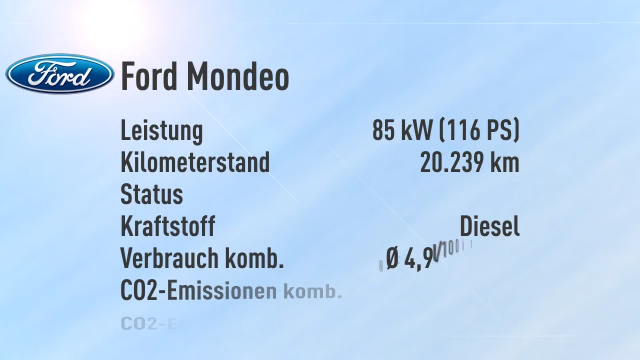 Ford
Ford Mondeo
Leistung 85 kW (116 PS)
Kilometerstand 20.239 km
Status
Kraftstoff Diesel
Verbrauch komb. Ø 4,9
CO2-Emissionen komb.
CO2-E